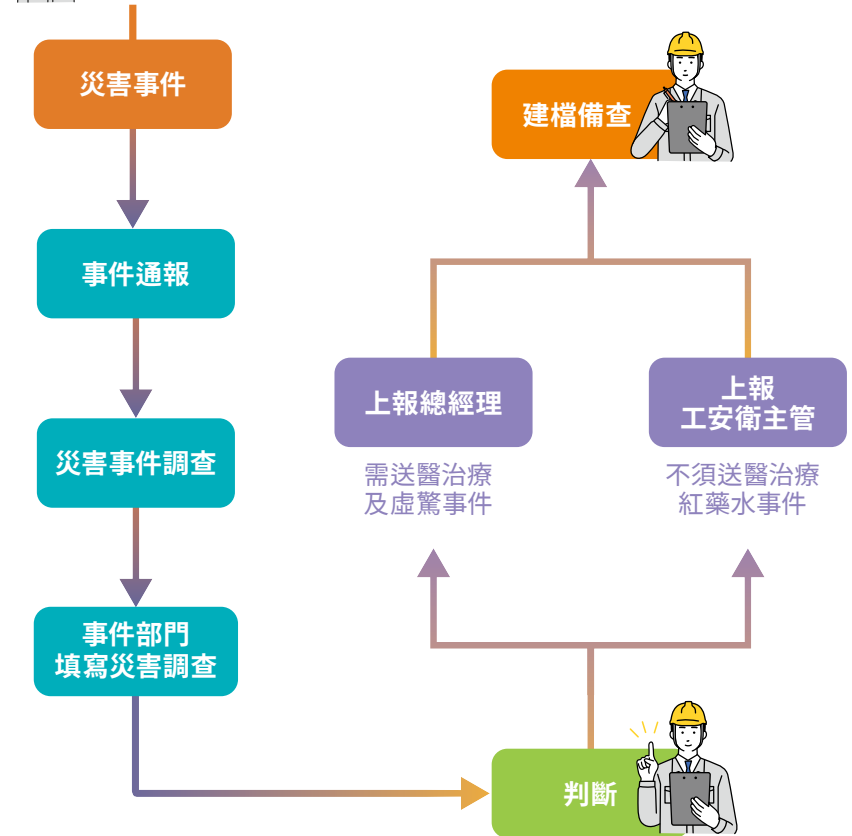 災害事件
事件通報
災害事件調查
事件部門
填寫災害調查
判斷
上報總經理
需送醫治療
及虛驚事件
上報
工安衛主管
不須送醫治療
紅藥水事件
建檔備查